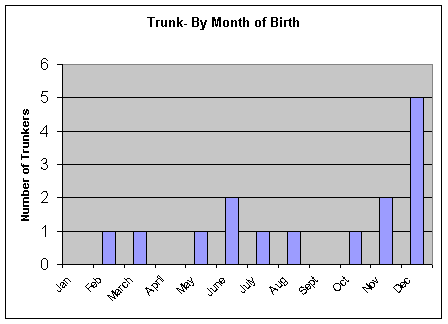 Trunk- By Month of Birth
Number of Trunkers
6
5
4
3
2
1
0
Jan
Feb
March
April
May
June
July
Aug
Sept
Oct
Nov
Dec